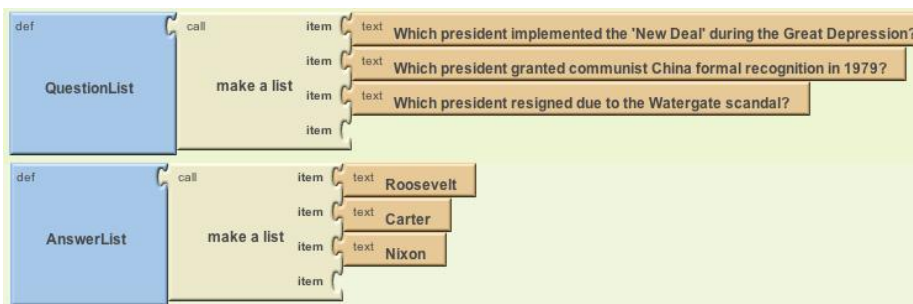 def call item text Which president implemented the 'New Deal' during the Great Depression?
item text Which president granted communist China formal recognition in 1979?
QuestionList make a list
item text Which president resigned due to the Watergate scandal?
item
def call item text Roosevelt
item text Carter
AnswerList make a list
item text Nixon
item